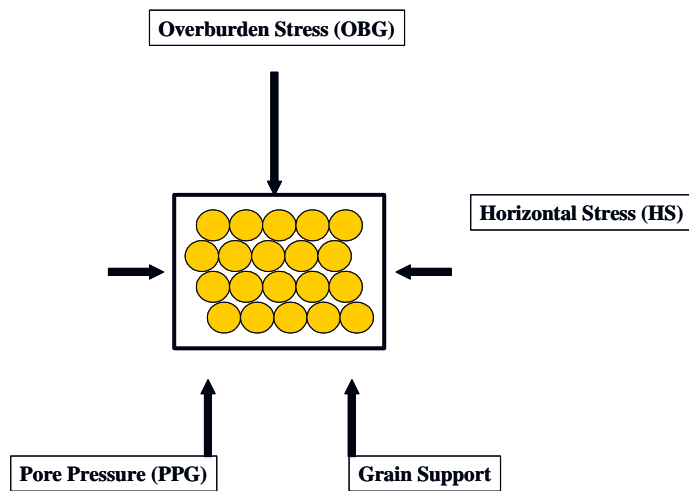 Overburden Stress (OBG)
Horizontal Stress (HS)
Pore Pressure (PPG)
Grain Support